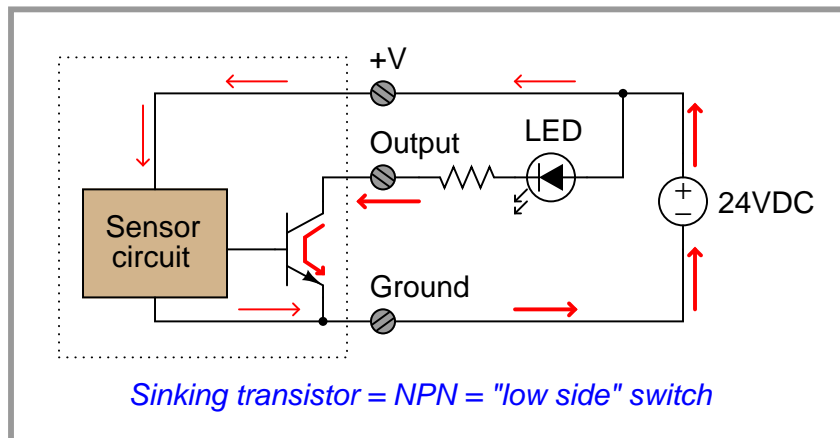 +V
Output
LED
Sensor
circuit
+
−
24VDC
Ground
Sinking transistor = NPN = "low side" switch